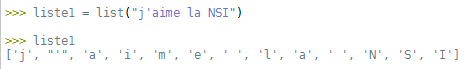 >>> liste1 = list("j'aime la NSI")
>>> liste1
['j', "'", 'a', 'i', 'm', 'e', ' ', 'l', 'a', ' ', 'N', 'S', 'I']